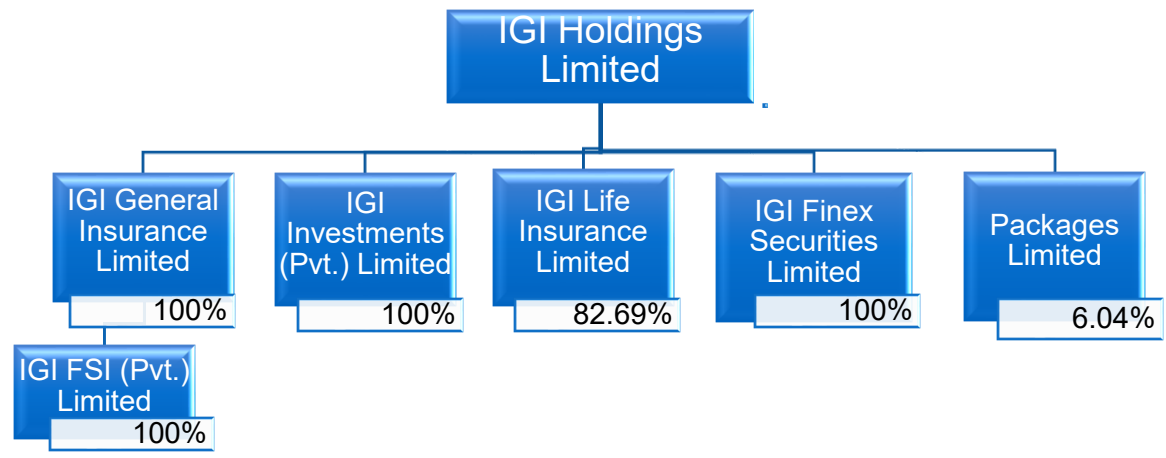 IGI Holdings
Limited
IGI General
Insurance
Limited
100%
IGI
Investments
(Pvt.) Limited
100%
IGI Life
Insurance
Limited
82.69%
IGI Finex
Securities
Limited
100%
Packages
Limited
6.04%
IGI FSI (Pvt.)
Limited
100%